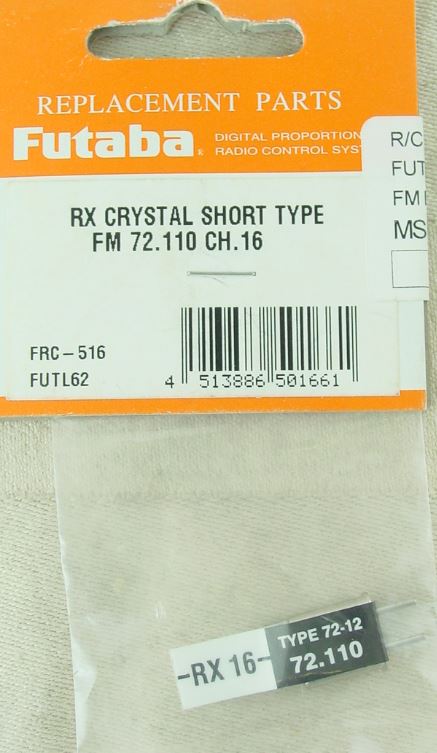 REPLACEMENT PARTS
Futaba
DIGITAL PROPORTION
RADIO CONTROL SYS
R/C
FUT
FM
MS
RX CRYSTAL SHORT TYPE
FM 72.110 CH.16
FRC-516
FUTL62
4 513886 501661
-RX 16-
TYPE 72-12
72.110